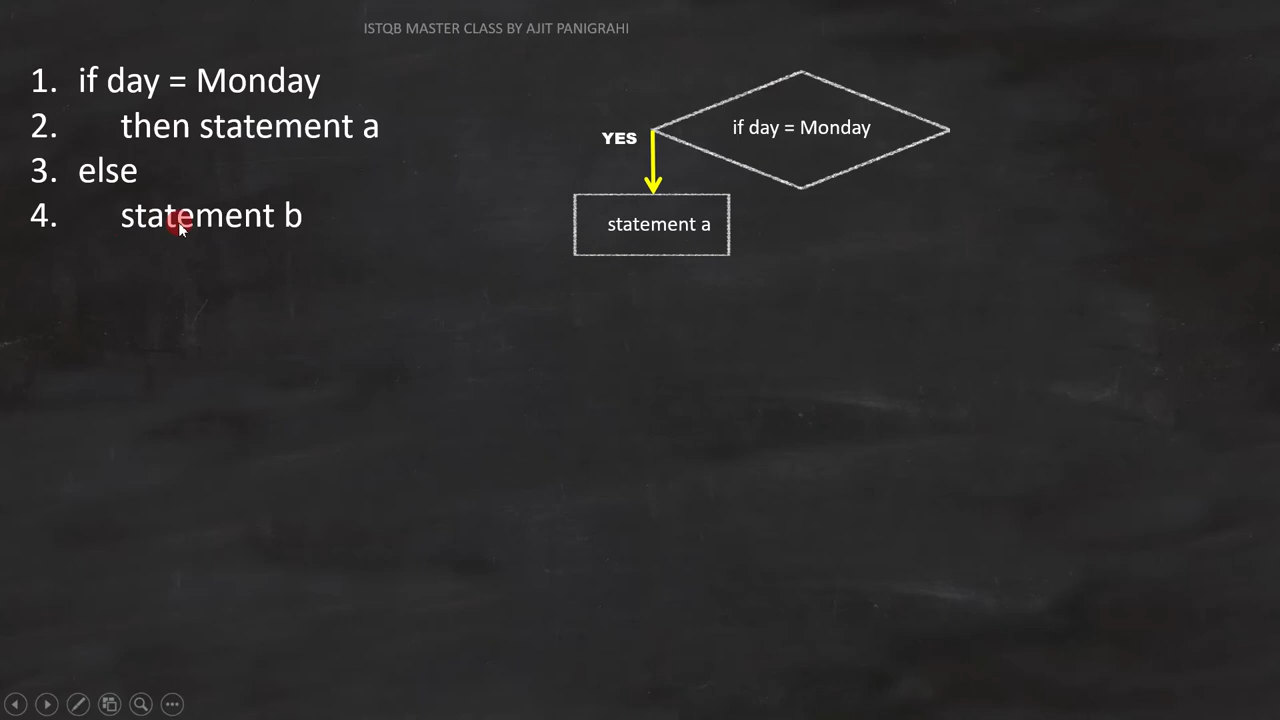 ISTQB MASTER CLASS BY AJIT PANIGRAHI
1. if day = Monday
2. then statement a
3. else
4. statement b
if day = Monday
YES
statement a